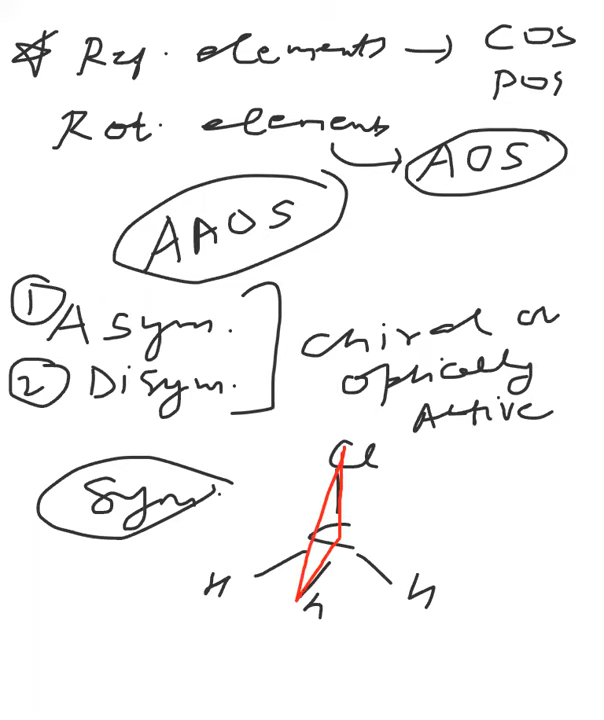 ☆ Ref. elements → COS
POS
Rot. elements → AOS
AAOS
① Asym.
② Disym.
Chiral or
optically
Active
Sym.
Cl
C
H H H